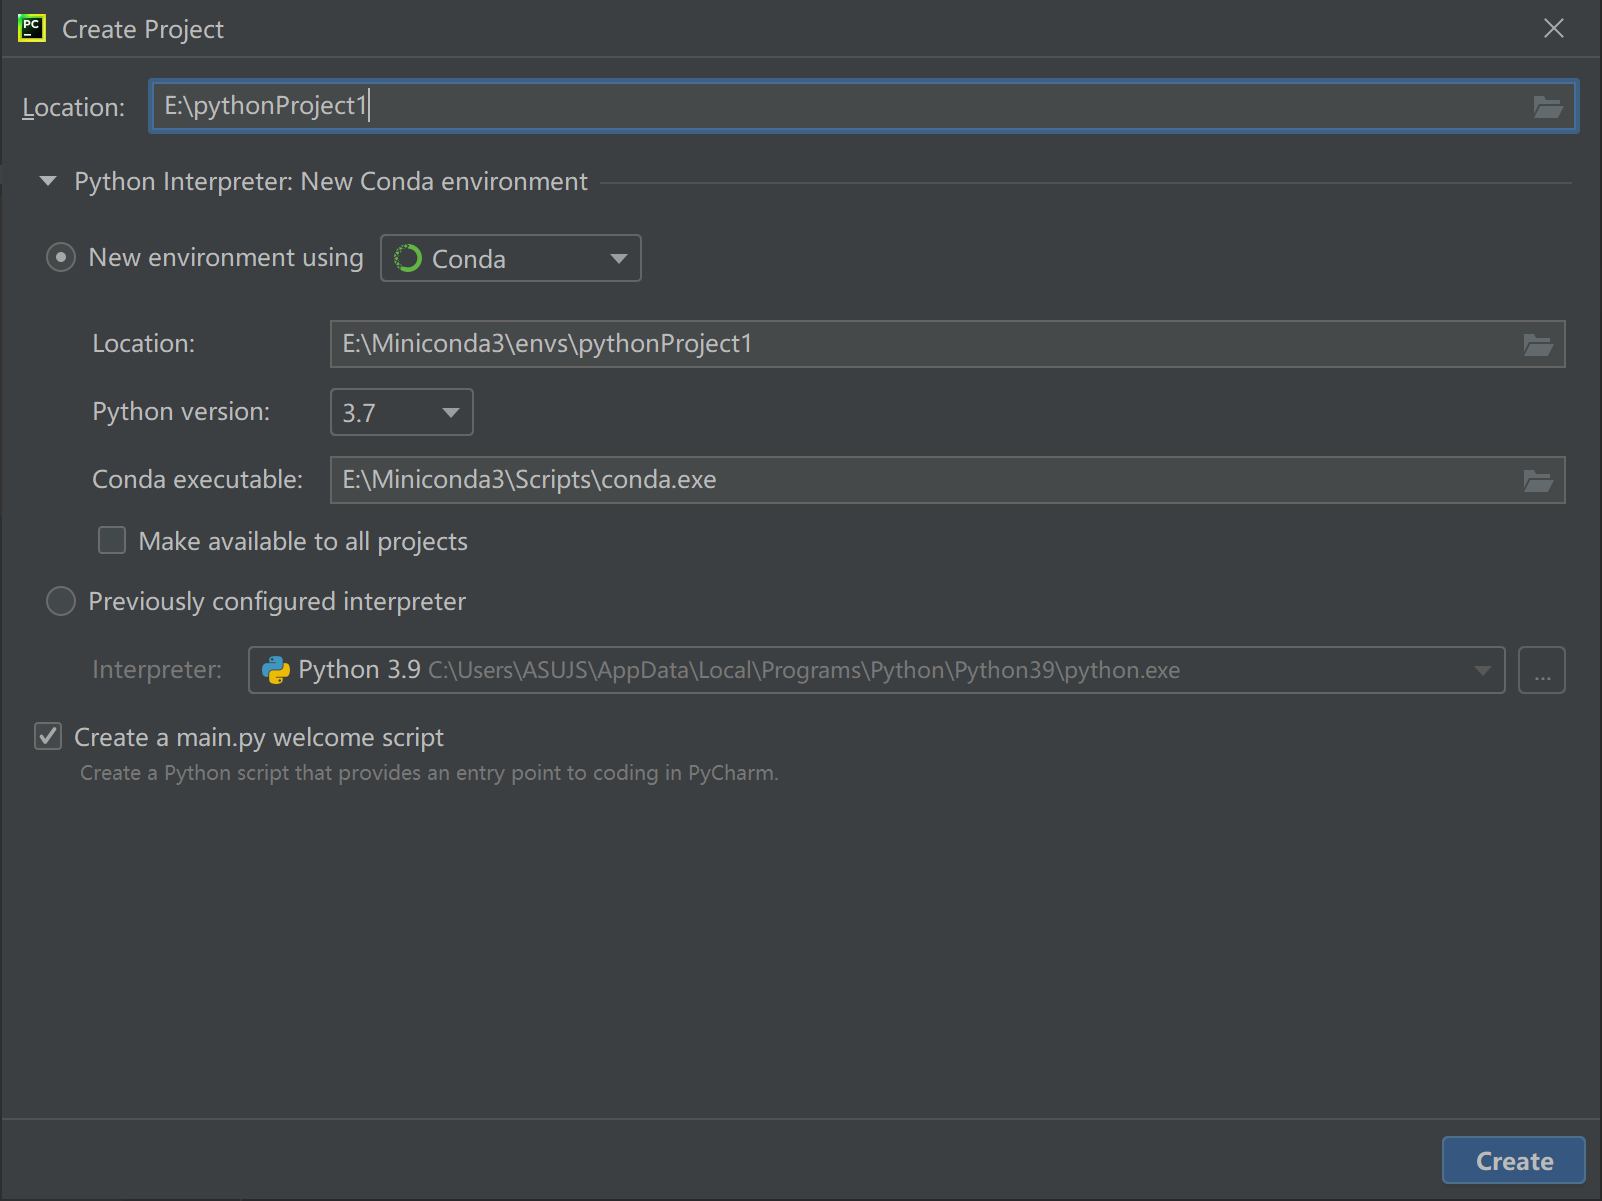 PC
Create Project
Location: E:\pythonProject1
Python Interpreter: New Conda environment
New environment using Conda
Location: E:\Miniconda3\envs\pythonProject1
Python version: 3.7
Conda executable: E:\Miniconda3\Scripts\conda.exe
Make available to all projects
Previously configured interpreter
Interpreter: Python 3.9 C:\Users\ASUJS\AppData\Local\Programs\Python\Python39\python.exe ...
Create a main.py welcome script
Create a Python script that provides an entry point to coding in PyCharm.
Create